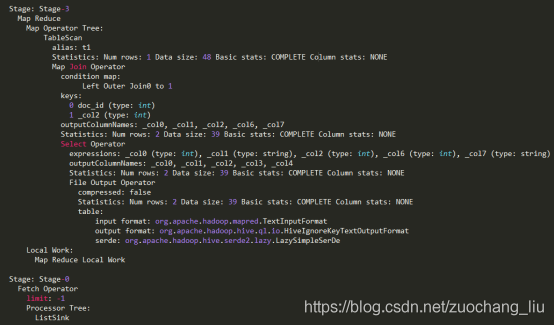 Stage: Stage-3
Map Reduce
Map Operator Tree:
TableScan
alias: t1
Statistics: Num rows: 1 Data size: 48 Basic stats: COMPLETE Column stats: NONE
Map Join Operator
condition map:
Left Outer Join0 to 1
keys:
0 doc_id (type: int)
1 _col2 (type: int)
outputColumnNames: _col0, _col1, _col2, _col6, _col7
Statistics: Num rows: 2 Data size: 39 Basic stats: COMPLETE Column stats: NONE
Select Operator
expressions: _col0 (type: int), _col1 (type: string), _col2 (type: int), _col6 (type: int), _col7 (type: string)
outputColumnNames: _col0, _col1, _col2, _col3, _col4
Statistics: Num rows: 2 Data size: 39 Basic stats: COMPLETE Column stats: NONE
File Output Operator
compressed: false
Statistics: Num rows: 2 Data size: 39 Basic stats: COMPLETE Column stats: NONE
table:
input format: org.apache.hadoop.mapred.TextInputFormat
output format: org.apache.hadoop.hive.ql.io.HiveIgnoreKeyTextOutputFormat
serde: org.apache.hadoop.hive.serde2.lazy.LazySimpleSerDe
Local Work:
Map Reduce Local Work
Stage: Stage-0
Fetch Operator
limit: -1
Processor Tree:
ListSink
https://blog.csdn.net/zuochang_liu